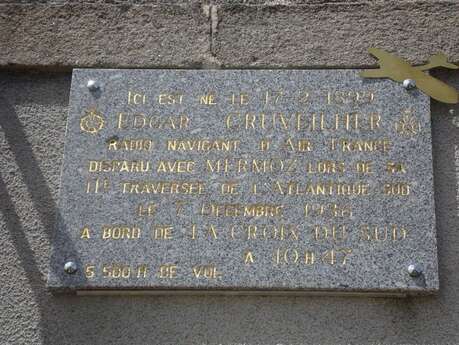 ICI EST NÉ LE 17.2.1899
EDGAR CRUVEILHER
RADIO NAVIGANT D'AIR FRANCE
DISPARU AVEC MERMOZ LORS DE SA
11E TRAVERSÉE DE L'ATLANTIQUE SUD
LE 7 DÉCEMBRE 1936
A BORD DE LA CROIX DU SUD
A 10 H 47
5 500 H DE VOL